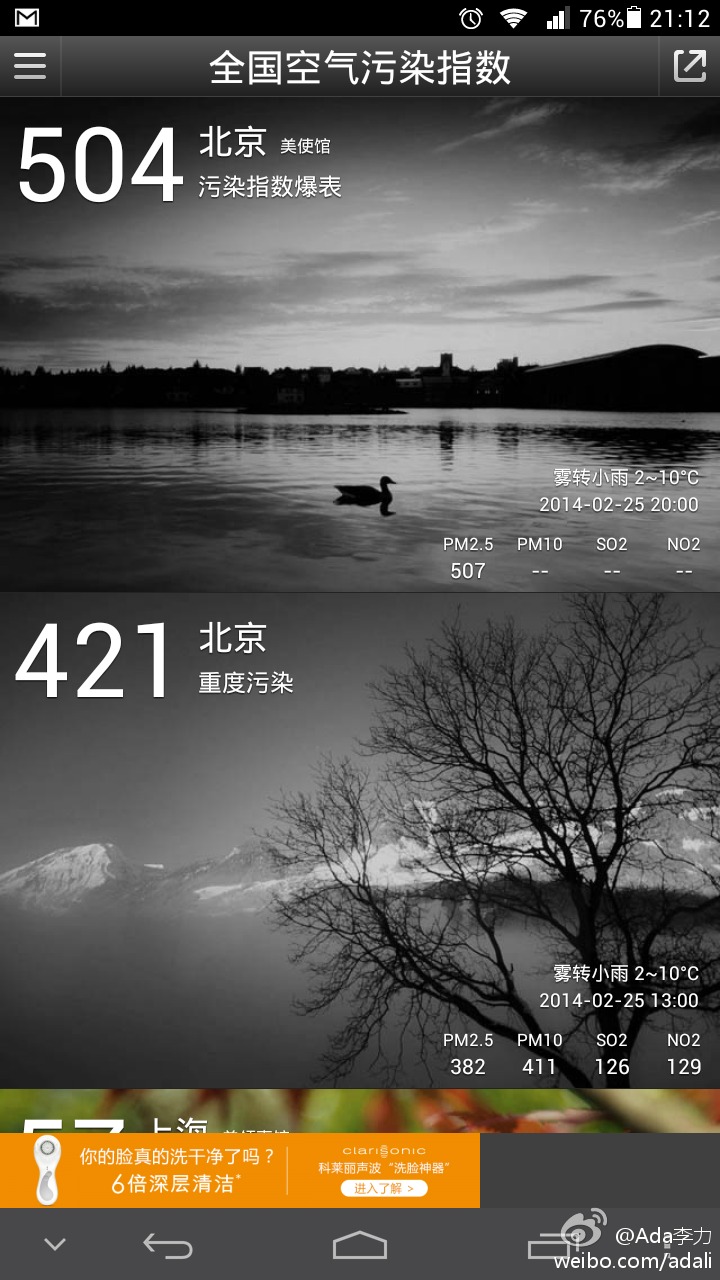 76% 21:12
全国空气污染指数
504
北京 美使馆
污染指数爆表
雾转小雨 2~10°C
2014-02-25 20:00
PM2.5 PM10 SO2 NO2
507 -- -- --
421
北京
重度污染
雾转小雨 2~10°C
2014-02-25 13:00
PM2.5 PM10 SO2 NO2
382 411 126 129
上海
你的脸真的洗干净了吗？
6倍深层清洁*
clarisonic
科莱丽声波“洗脸神器”
进入了解 >
@Ada李力
weibo.com/adali